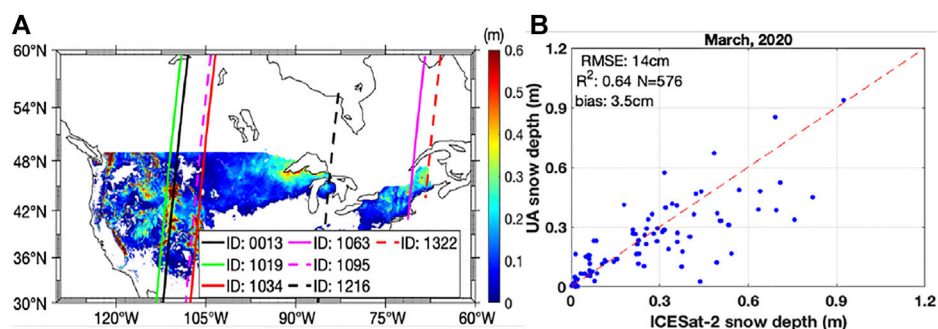 A
(m)
60°N
54°N
48°N
42°N
36°N
30°N
120°W
105°W
90°W
75°W
60°W
ID: 0013
ID: 1063
ID: 1322
ID: 1019
ID: 1095
ID: 1034
ID: 1216
0.6
0.5
0.4
0.3
0.2
0.1
0
B
March, 2020
RMSE: 14cm
R²: 0.64 N=576
bias: 3.5cm
UA snow depth (m)
1.2
0.9
0.6
0.3
0
0
0.3
0.6
0.9
1.2
ICESat-2 snow depth (m)